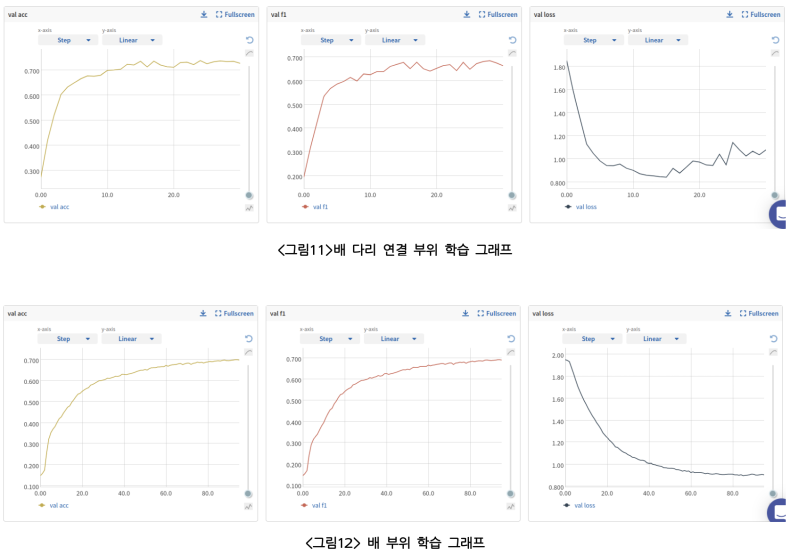 val acc
Fullscreen
x-axis
y-axis
Step
Linear
0.700
0.600
0.500
0.400
0.300
0.00
10.0
20.0
val acc
val f1
Fullscreen
x-axis
y-axis
Step
Linear
0.700
0.600
0.500
0.400
0.300
0.200
0.00
10.0
20.0
val f1
val loss
Fullscreen
x-axis
y-axis
Step
Linear
1.80
1.60
1.40
1.20
1.00
0.800
0.00
10.0
20.0
val loss
<그림11>배 다리 연결 부위 학습 그래프
val acc
Fullscreen
x-axis
y-axis
Step
Linear
0.700
0.600
0.500
0.400
0.300
0.200
0.100
0.00
20.0
40.0
60.0
80.0
val acc
val f1
Fullscreen
x-axis
y-axis
Step
Linear
0.700
0.600
0.500
0.400
0.300
0.200
0.100
0.00
20.0
40.0
60.0
80.0
val f1
val loss
Fullscreen
x-axis
y-axis
Step
Linear
2.00
1.80
1.60
1.40
1.20
1.00
0.800
0.00
20.0
40.0
60.0
80.0
val loss
<그림12> 배 부위 학습 그래프